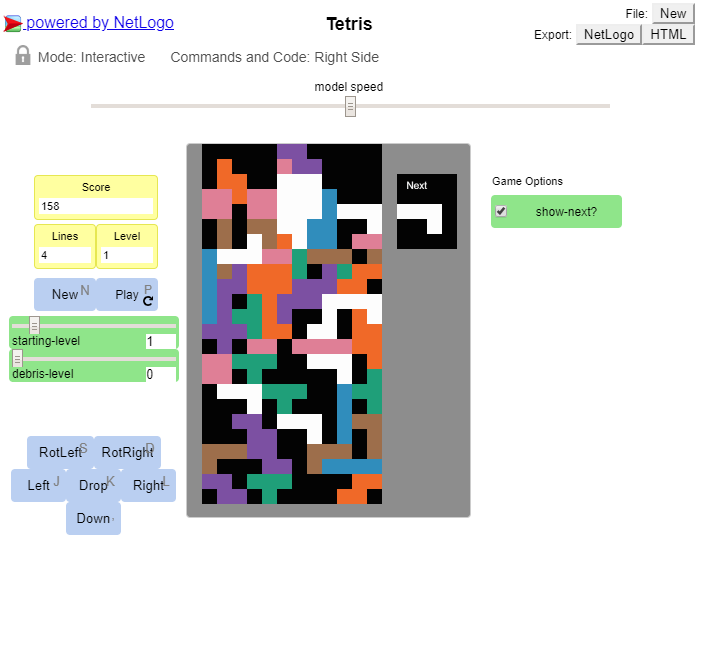 powered by NetLogo
Tetris
File: New
Export: NetLogo HTML
Mode: Interactive
Commands and Code: Right Side
model speed
Score
158
Lines
4
Level
1
New N
Play P
starting-level 1
debris-level 0
RotLeft S
RotRight D
Left J
Drop K
Right L
Down
Next
Game Options
show-next?